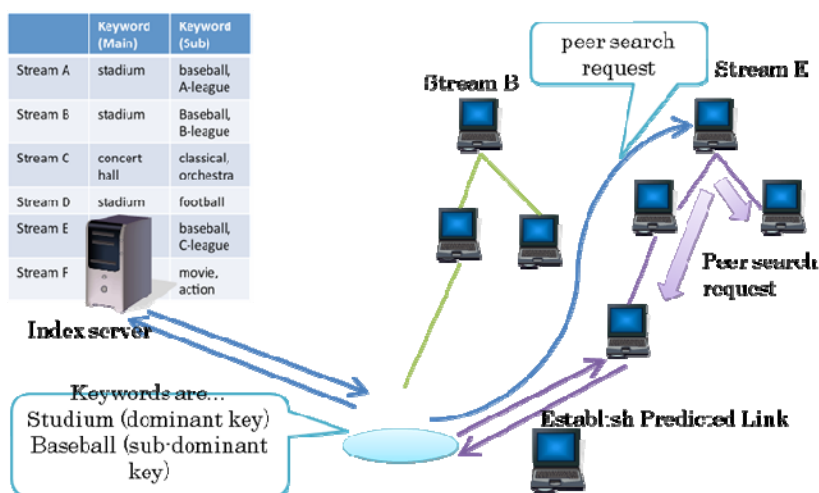 Keyword Keyword
(Main) (Sub)
Stream A stadium baseball,
A-league
Stream B stadium Baseball,
B-league
Stream C concert classical,
hall orchestra
Stream D stadium football
Stream E baseball,
C-league
Stream F movie,
action
Index server
Keywords are...
Studium (dominant key)
Baseball (sub-dominant
key)
Stream B
peer search
request
Stream E
Peer search
request
Establish Predicted Link